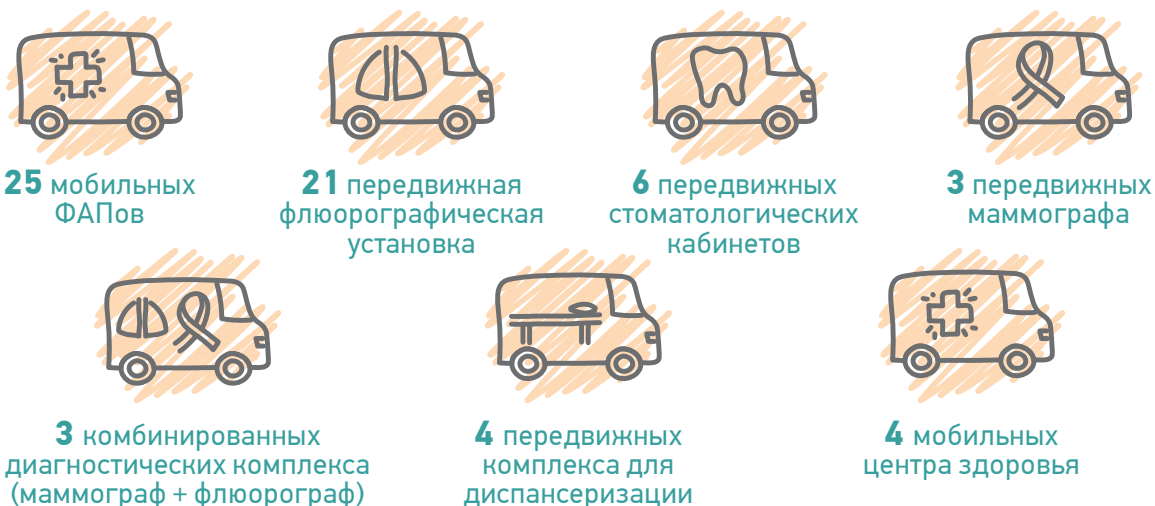 25 мобильных
ФАПов
21 передвижная
флюорографическая
установка
6 передвижных
стоматологических
кабинетов
3 передвижных
маммографа
3 комбинированных
диагностических комплекса
(маммограф + флюорограф)
4 передвижных
комплекса для
диспансеризации
4 мобильных
центра здоровья